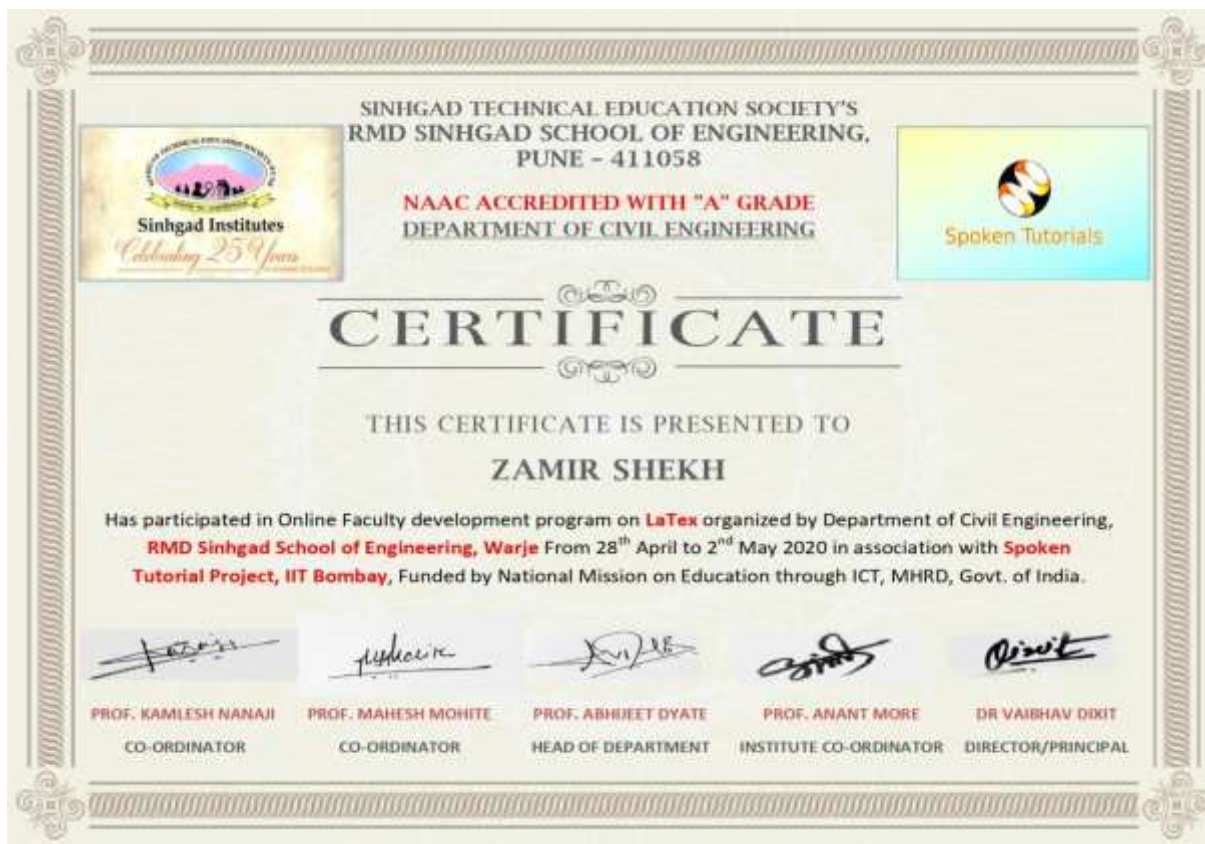 SINHGAD TECHNICAL EDUCATION SOCIETY'S
RMD SINHGAD SCHOOL OF ENGINEERING,
PUNE – 411058
NAAC ACCREDITED WITH "A" GRADE
DEPARTMENT OF CIVIL ENGINEERING
Sinhgad Institutes
Celebrating 25 Years
Spoken Tutorials
CERTIFICATE
THIS CERTIFICATE IS PRESENTED TO
ZAMIR SHEKH
Has participated in Online Faculty development program on LaTex organized by Department of Civil Engineering,
RMD Sinhgad School of Engineering, Warje From 28th April to 2nd May 2020 in association with Spoken
Tutorial Project, IIT Bombay, Funded by National Mission on Education through ICT, MHRD, Govt. of India.
PROF. KAMLESH NANAJI PROF. MAHESH MOHITE PROF. ABHIJEET DYATE PROF. ANANT MORE DR VAIBHAV DIXIT
CO-ORDINATOR CO-ORDINATOR HEAD OF DEPARTMENT INSTITUTE CO-ORDINATOR DIRECTOR/PRINCIPAL